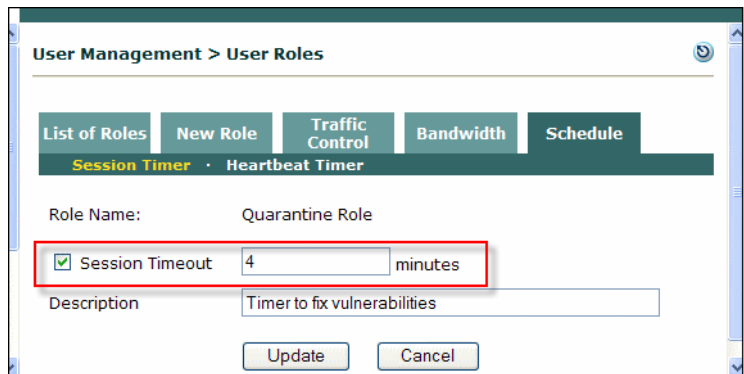 User Management > User Roles
List of Roles New Role Traffic Control Bandwidth Schedule
Session Timer · Heartbeat Timer
Role Name: Quarantine Role
Session Timeout 4 minutes
Description Timer to fix vulnerabilities
Update Cancel